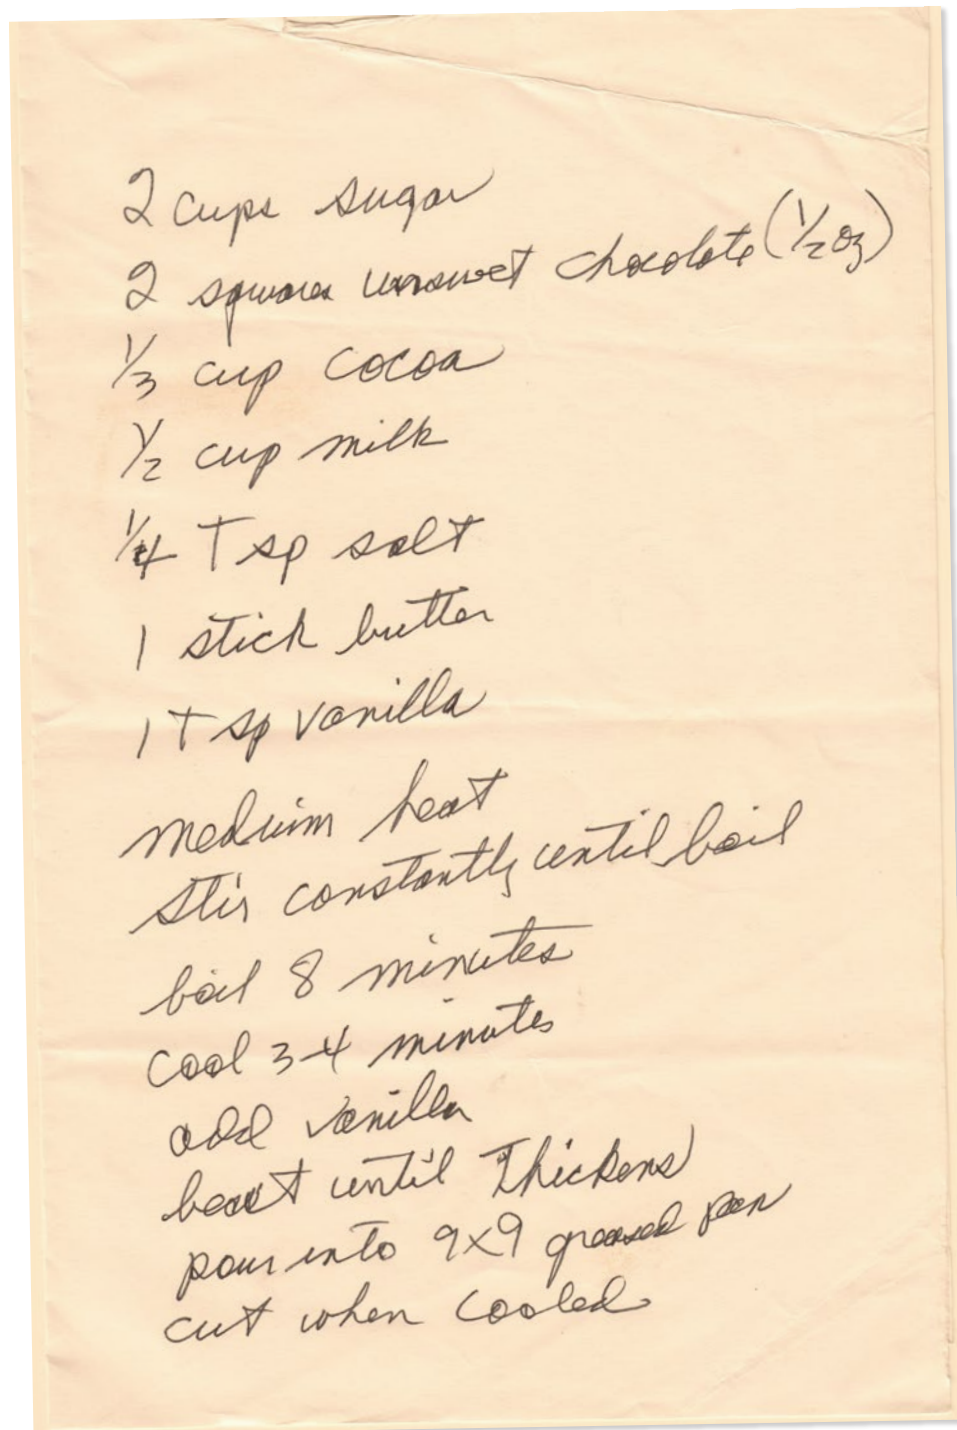 2 cups sugar
2 squares unsweet chocolate (1/2 oz)
1/3 cup cocoa
1/2 cup milk
1/4 Tsp salt
1 stick butter
1 Tsp vanilla
medium heat
stir constantly until boil
boil 8 minutes
cool 3-4 minutes
add vanilla
beat until thickens
pour into 9x9 greased pan
cut when cooled